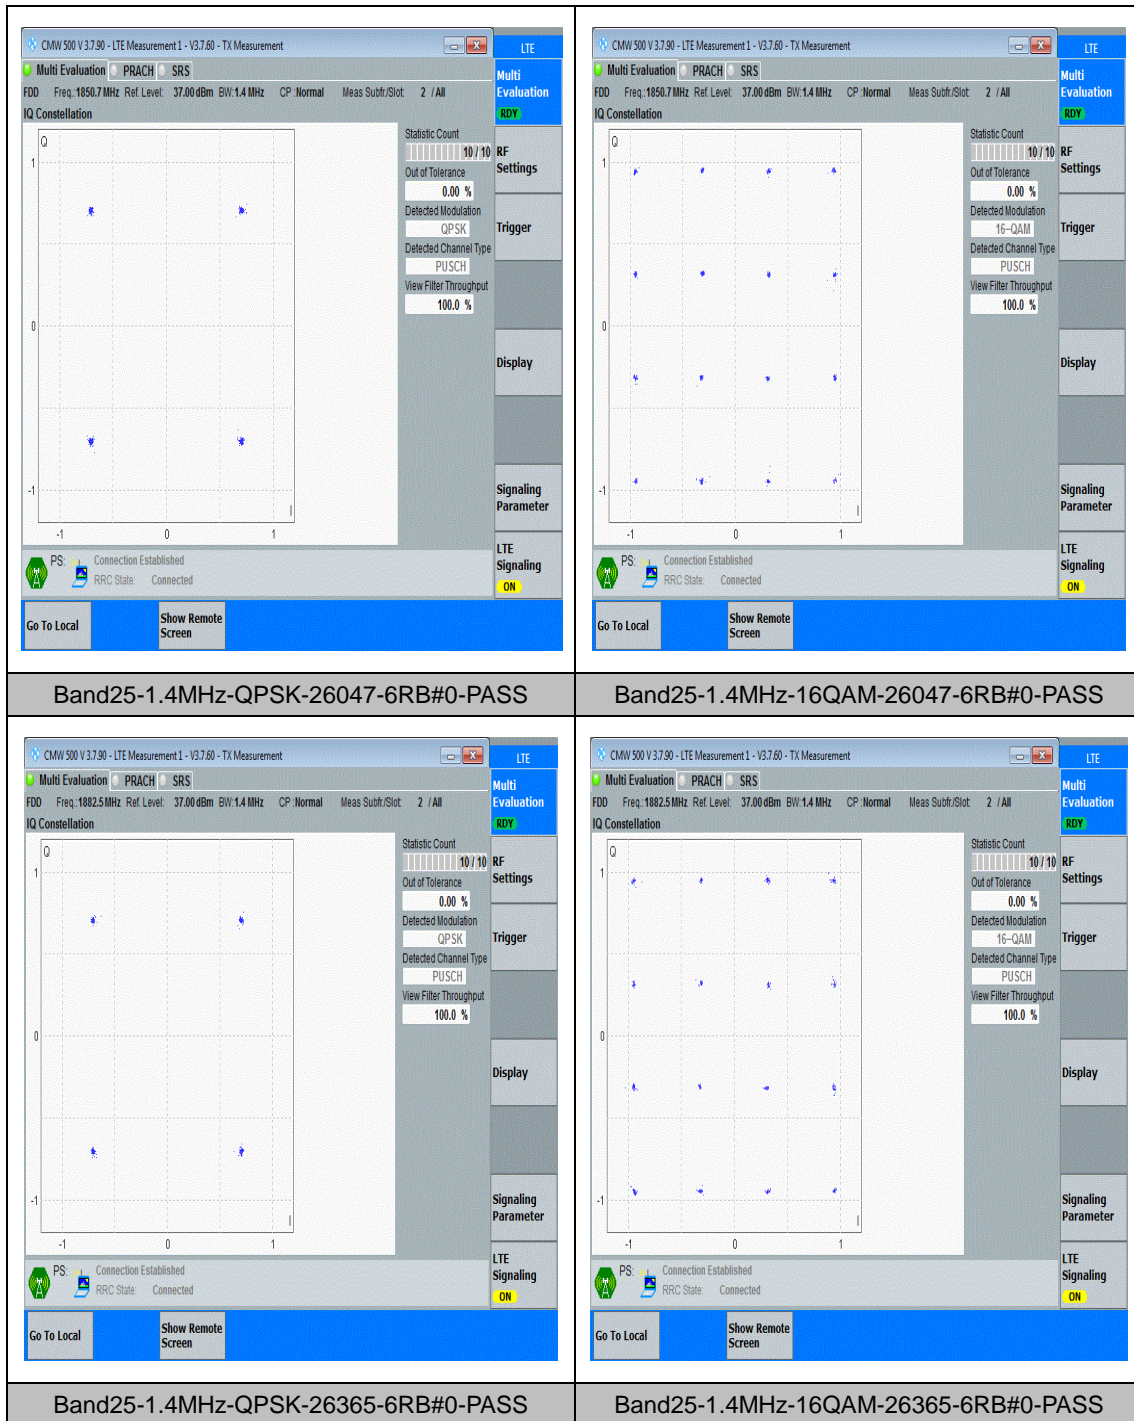 CMW 500 V 3.7.90 - LTE Measurement 1 - V3.7.60 - TX Measurement
LTE
Multi Evaluation PRACH SRS
Multi Evaluation
RDY
FDD Freq.:1850.7 MHz Ref. Level: 37.00 dBm BW:1.4 MHz CP :Normal Meas Subfr./Slot: 2 / All
IQ Constellation
Q
1
0
-1
-1 0 1
I
Statistic Count
10 / 10
Out of Tolerance
0.00 %
Detected Modulation
QPSK
Detected Channel Type
PUSCH
View Filter Throughput
100.0 %
RF Settings
Trigger
Display
Signaling Parameter
LTE Signaling
ON
PS: Connection Established
RRC State: Connected
Go To Local
Show Remote Screen
CMW 500 V 3.7.90 - LTE Measurement 1 - V3.7.60 - TX Measurement
LTE
Multi Evaluation PRACH SRS
Multi Evaluation
RDY
FDD Freq.:1850.7 MHz Ref. Level: 37.00 dBm BW:1.4 MHz CP :Normal Meas Subfr./Slot: 2 / All
IQ Constellation
Q
1
0
-1
-1 0 1
I
Statistic Count
10 / 10
Out of Tolerance
0.00 %
Detected Modulation
16-QAM
Detected Channel Type
PUSCH
View Filter Throughput
100.0 %
RF Settings
Trigger
Display
Signaling Parameter
LTE Signaling
ON
PS: Connection Established
RRC State: Connected
Go To Local
Show Remote Screen
Band25-1.4MHz-QPSK-26047-6RB#0-PASS
Band25-1.4MHz-16QAM-26047-6RB#0-PASS
CMW 500 V 3.7.90 - LTE Measurement 1 - V3.7.60 - TX Measurement
LTE
Multi Evaluation PRACH SRS
Multi Evaluation
RDY
FDD Freq.:1882.5 MHz Ref. Level: 37.00 dBm BW:1.4 MHz CP :Normal Meas Subfr./Slot: 2 / All
IQ Constellation
Q
1
0
-1
-1 0 1
I
Statistic Count
10 / 10
Out of Tolerance
0.00 %
Detected Modulation
QPSK
Detected Channel Type
PUSCH
View Filter Throughput
100.0 %
RF Settings
Trigger
Display
Signaling Parameter
LTE Signaling
ON
PS: Connection Established
RRC State: Connected
Go To Local
Show Remote Screen
CMW 500 V 3.7.90 - LTE Measurement 1 - V3.7.60 - TX Measurement
LTE
Multi Evaluation PRACH SRS
Multi Evaluation
RDY
FDD Freq.:1882.5 MHz Ref. Level: 37.00 dBm BW:1.4 MHz CP :Normal Meas Subfr./Slot: 2 / All
IQ Constellation
Q
1
0
-1
-1 0 1
I
Statistic Count
10 / 10
Out of Tolerance
0.00 %
Detected Modulation
16-QAM
Detected Channel Type
PUSCH
View Filter Throughput
100.0 %
RF Settings
Trigger
Display
Signaling Parameter
LTE Signaling
ON
PS: Connection Established
RRC State: Connected
Go To Local
Show Remote Screen
Band25-1.4MHz-QPSK-26365-6RB#0-PASS
Band25-1.4MHz-16QAM-26365-6RB#0-PASS